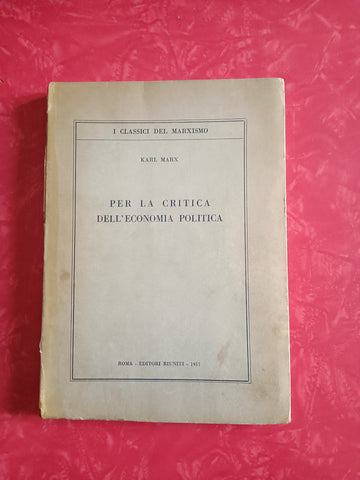 I CLASSICI DEL MARXISMO
KARL MARX
PER LA CRITICA
DELL'ECONOMIA POLITICA
ROMA - EDITORI RIUNITI - 1957